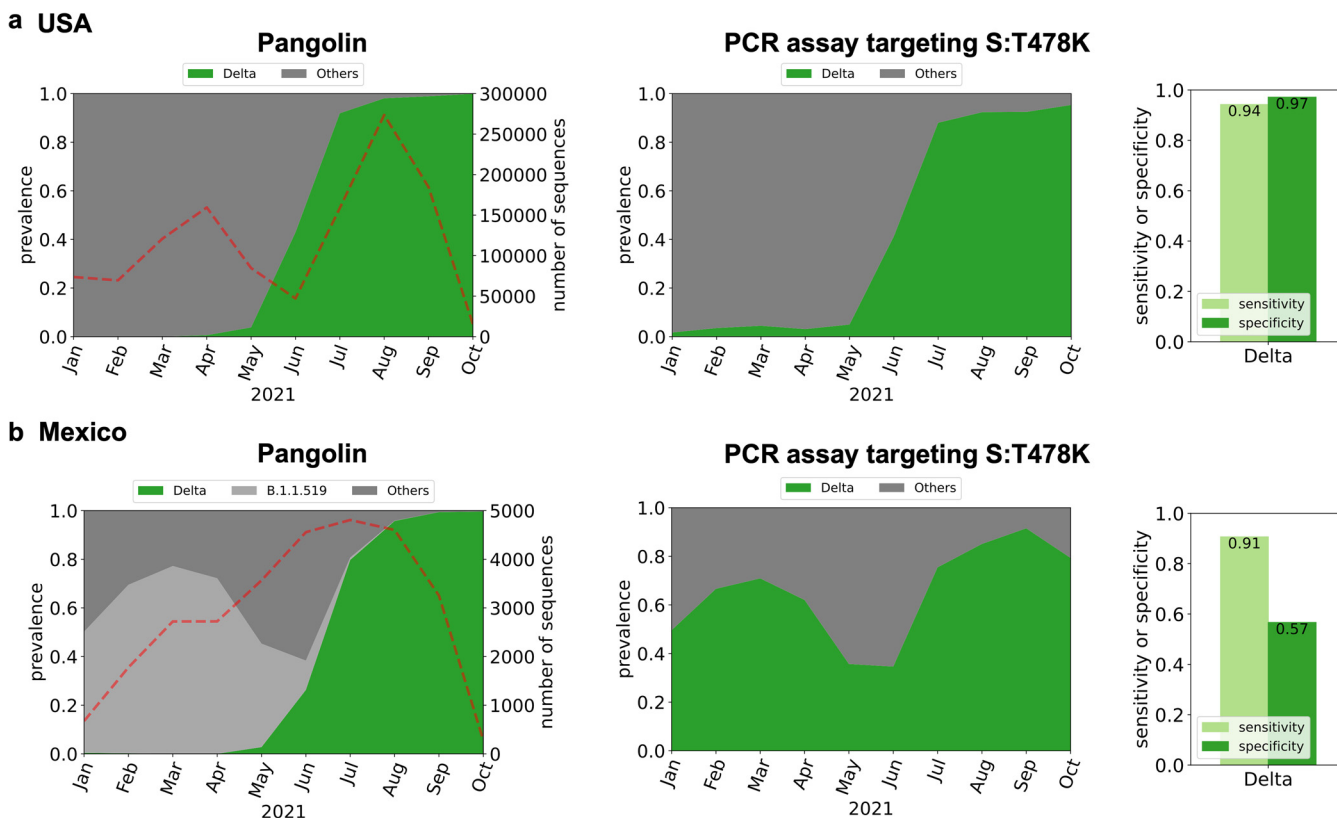 a USA
Pangolin
Delta
Others
1.0
0.8
0.6
0.4
0.2
0.0
prevalence
300000
250000
200000
150000
100000
50000
0
number of sequences
Jan
Feb
Mar
Apr
May
Jun
Jul
Aug
Sep
Oct
2021
PCR assay targeting S:T478K
Delta
Others
1.0
0.8
0.6
0.4
0.2
0.0
prevalence
Jan
Feb
Mar
Apr
May
Jun
Jul
Aug
Sep
Oct
2021
1.0
0.8
0.6
0.4
0.2
0.0
sensitivity or specificity
0.94
0.97
sensitivity
specificity
Delta
b Mexico
Pangolin
Delta
B.1.1.519
Others
1.0
0.8
0.6
0.4
0.2
0.0
prevalence
5000
4000
3000
2000
1000
0
number of sequences
Jan
Feb
Mar
Apr
May
Jun
Jul
Aug
Sep
Oct
2021
PCR assay targeting S:T478K
Delta
Others
1.0
0.8
0.6
0.4
0.2
0.0
prevalence
Jan
Feb
Mar
Apr
May
Jun
Jul
Aug
Sep
Oct
2021
1.0
0.8
0.6
0.4
0.2
0.0
sensitivity or specificity
0.91
0.57
sensitivity
specificity
Delta